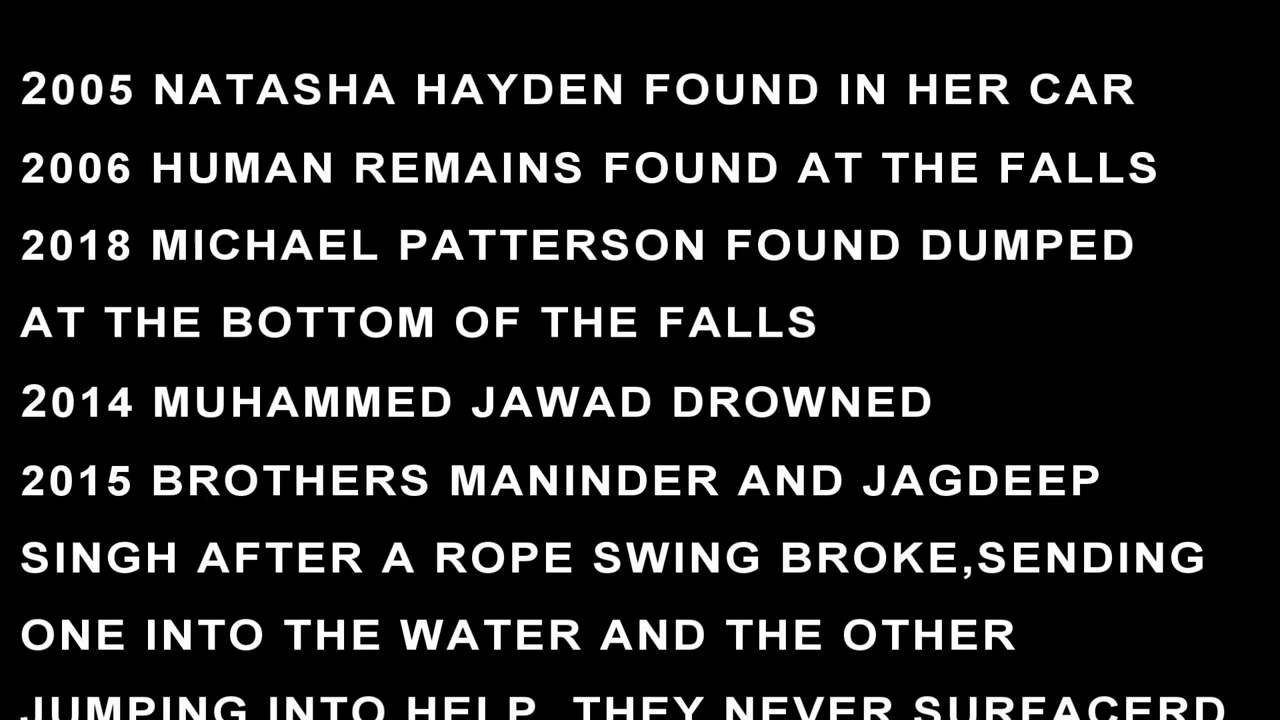 2005 NATASHA HAYDEN FOUND IN HER CAR
2006 HUMAN REMAINS FOUND AT THE FALLS
2018 MICHAEL PATTERSON FOUND DUMPED
AT THE BOTTOM OF THE FALLS
2014 MUHAMMED JAWAD DROWNED
2015 BROTHERS MANINDER AND JAGDEEP
SINGH AFTER A ROPE SWING BROKE,SENDING
ONE INTO THE WATER AND THE OTHER
JUMPING INTO HELP. THEY NEVER SURFACERD